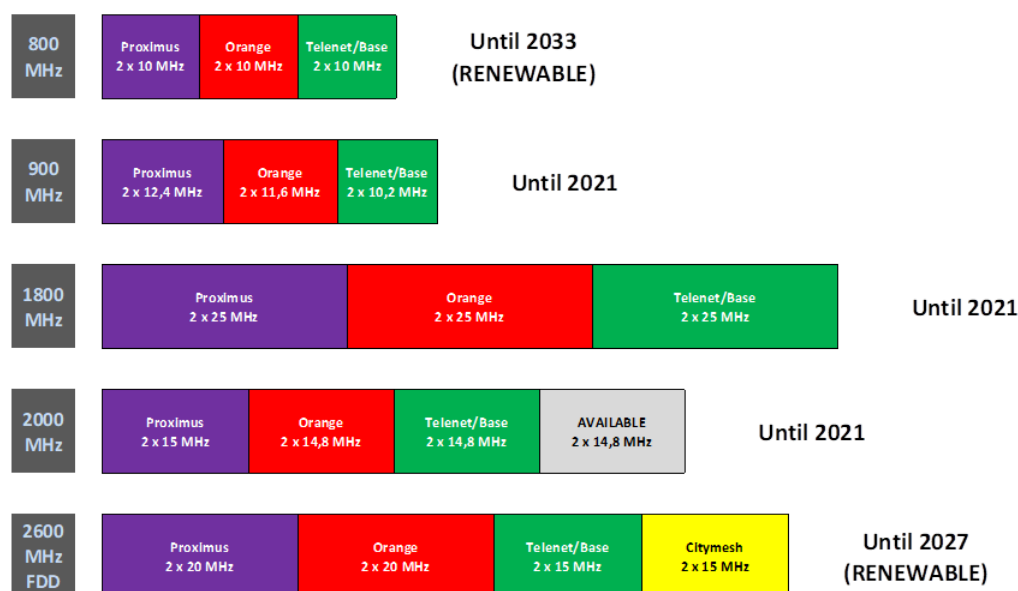 800
MHz
Proximus
2 x 10 MHz
Orange
2 x 10 MHz
Telenet/Base
2 x 10 MHz
Until 2033
(RENEWABLE)
900
MHz
Proximus
2 x 12,4 MHz
Orange
2 x 11,6 MHz
Telenet/Base
2 x 10,2 MHz
Until 2021
1800
MHz
Proximus
2 x 25 MHz
Orange
2 x 25 MHz
Telenet/Base
2 x 25 MHz
Until 2021
2000
MHz
Proximus
2 x 15 MHz
Orange
2 x 14,8 MHz
Telenet/Base
2 x 14,8 MHz
AVAILABLE
2 x 14,8 MHz
Until 2021
2600
MHz
FDD
Proximus
2 x 20 MHz
Orange
2 x 20 MHz
Telenet/Base
2 x 15 MHz
Citymesh
2 x 15 MHz
Until 2027
(RENEWABLE)